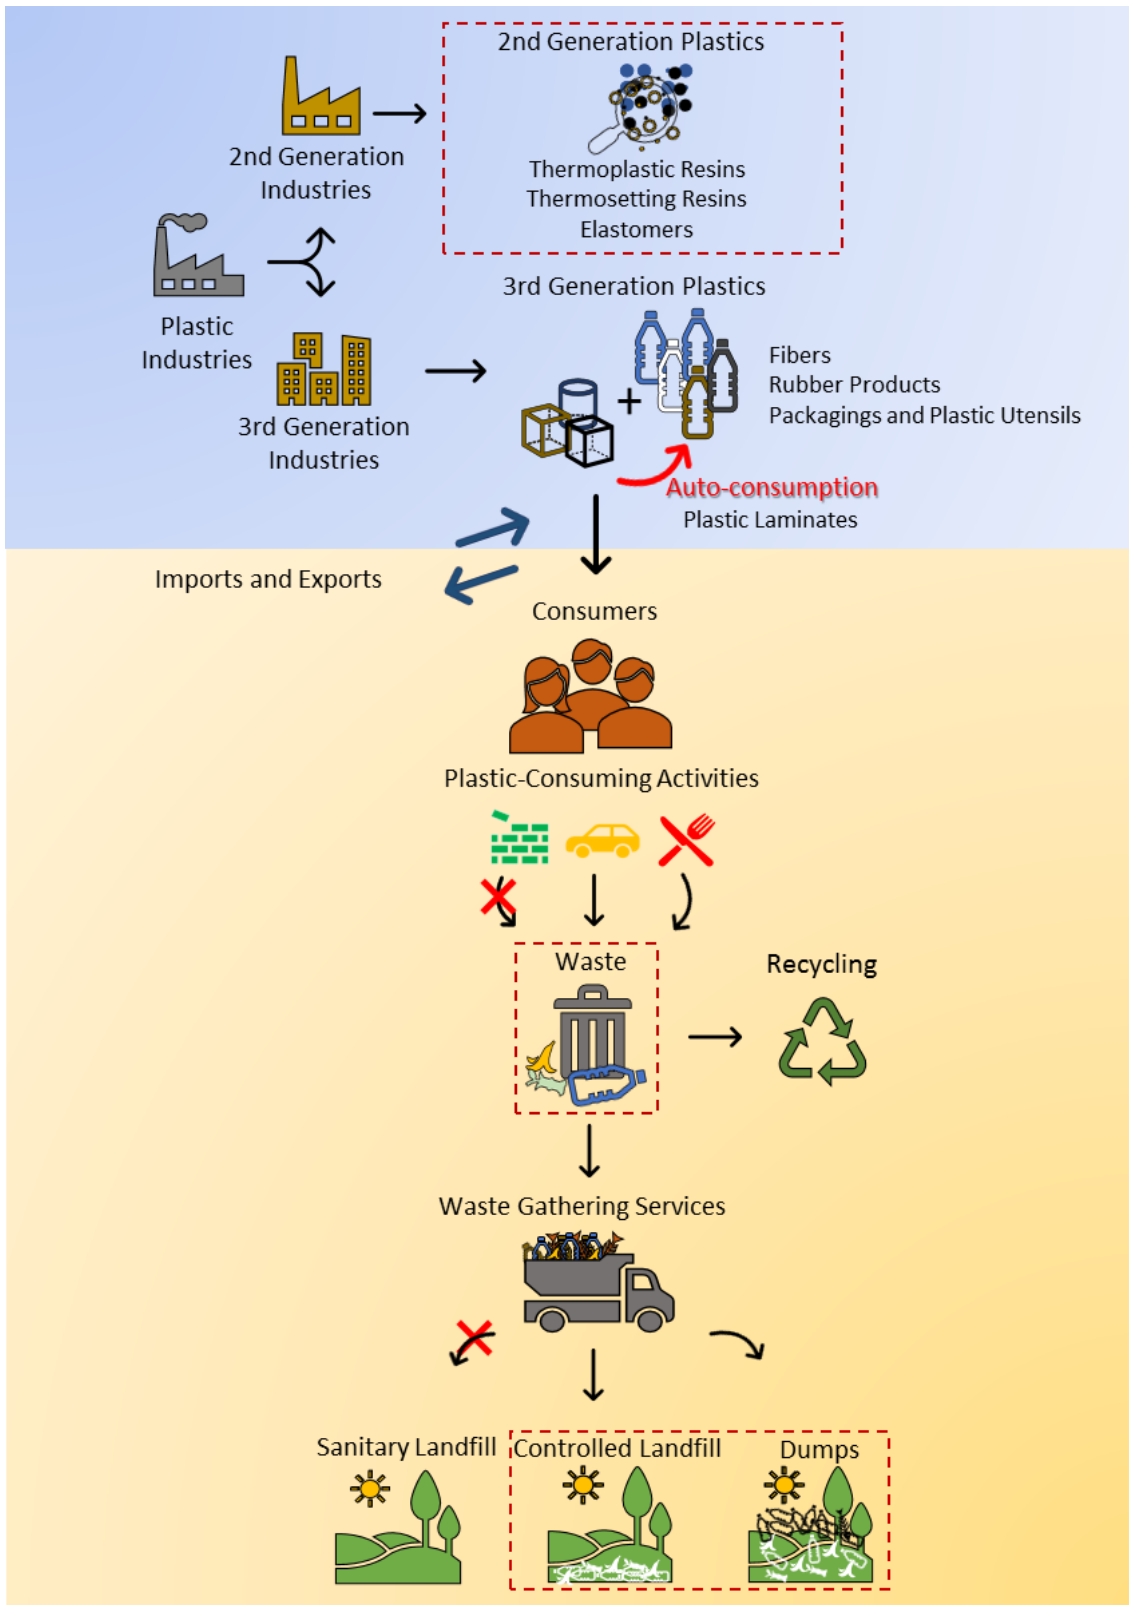 2nd Generation Plastics
2nd Generation
Industries
Thermoplastic Resins
Thermosetting Resins
Elastomers
Plastic
Industries
3rd Generation Plastics
Fibers
Rubber Products
Packagings and Plastic Utensils
3rd Generation
Industries
Auto-consumption
Plastic Laminates
Imports and Exports
Consumers
Plastic-Consuming Activities
Waste
Recycling
Waste Gathering Services
Sanitary Landfill
Controlled Landfill
Dumps